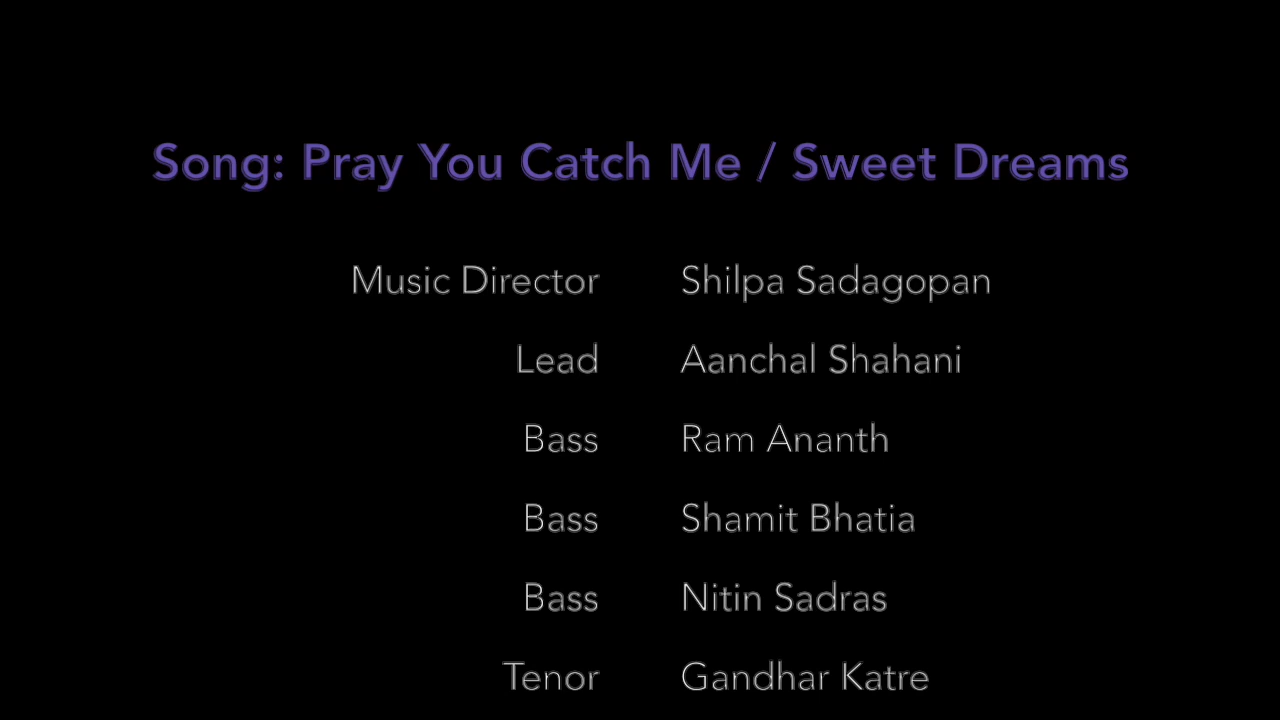 Song: Pray You Catch Me / Sweet Dreams
Music Director Shilpa Sadagopan
Lead Aanchal Shahani
Bass Ram Ananth
Bass Shamit Bhatia
Bass Nitin Sadras
Tenor Gandhar Katre